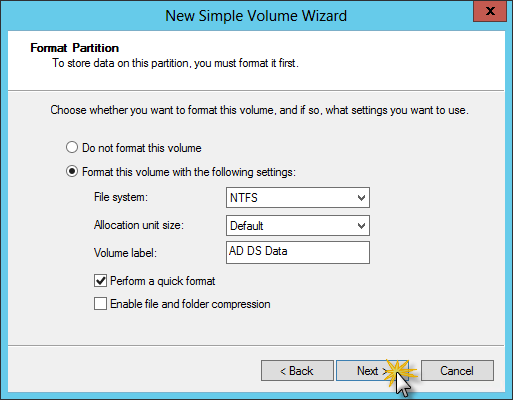 New Simple Volume Wizard
x
Format Partition
To store data on this partition, you must format it first.
Choose whether you want to format this volume, and if so, what settings you want to use.
Do not format this volume
Format this volume with the following settings:
File system: NTFS
Allocation unit size: Default
Volume label: AD DS Data
Perform a quick format
Enable file and folder compression
< Back Next > Cancel